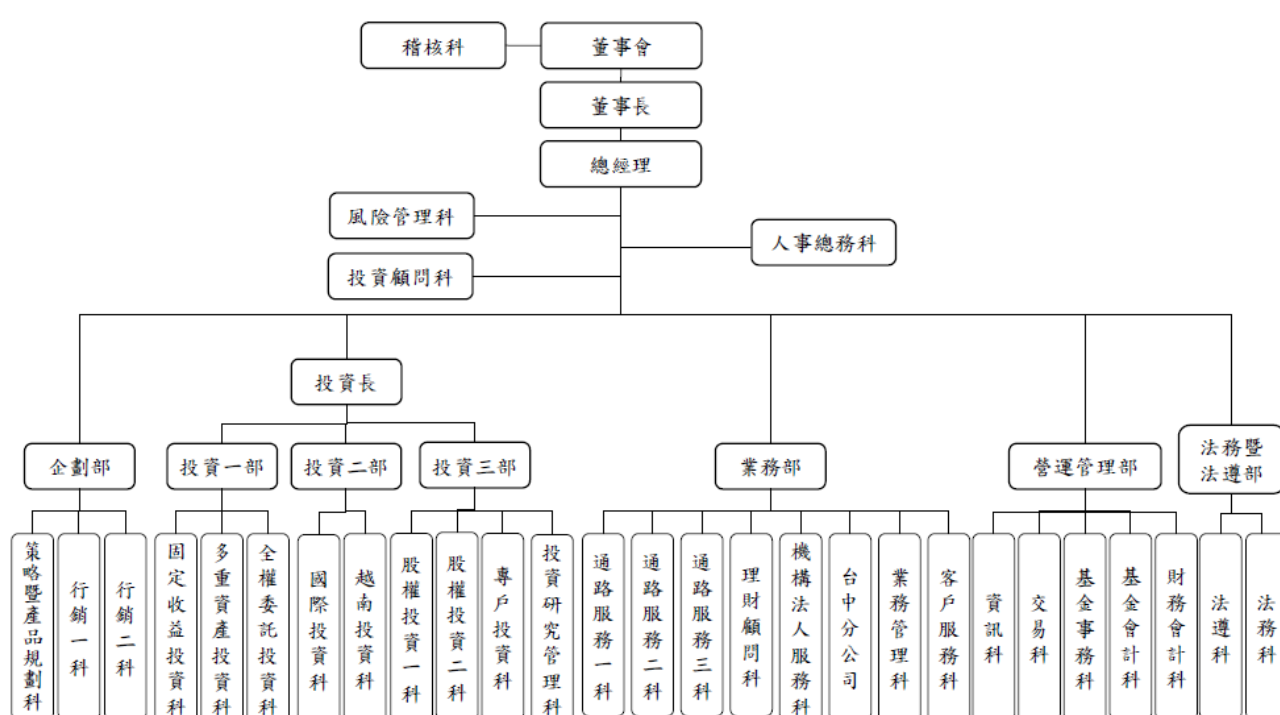 稽核科
董事會
董事長
總經理
風險管理科
人事總務科
投資顧問科
投資長
企劃部
投資一部
投資二部
投資三部
業務部
營運管理部
法務暨
法遵部
策略暨產品規劃科
行銷一科
行銷二科
固定收益投資科
多重資產投資科
全權委託投資科
國際投資科
越南投資科
股權投資一科
股權投資二科
專戶投資科
投資研究管理科
通路服務一科
通路服務二科
通路服務三科
理財顧問科
機構法人服務科
台中分公司
業務管理科
客戶服務科
資訊科
交易科
基金事務科
基金會計科
財務會計科
法遵科
法務科